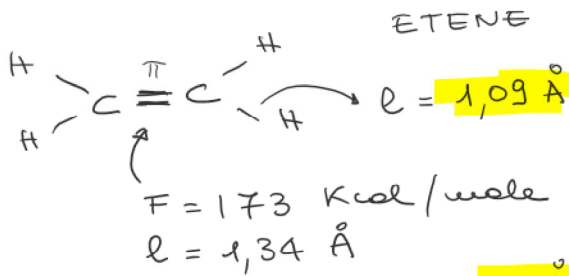 ETENE
H π H
C = C
H H
l = 1,09 Å
F = 173 Kcal/mole
l = 1,34 Å